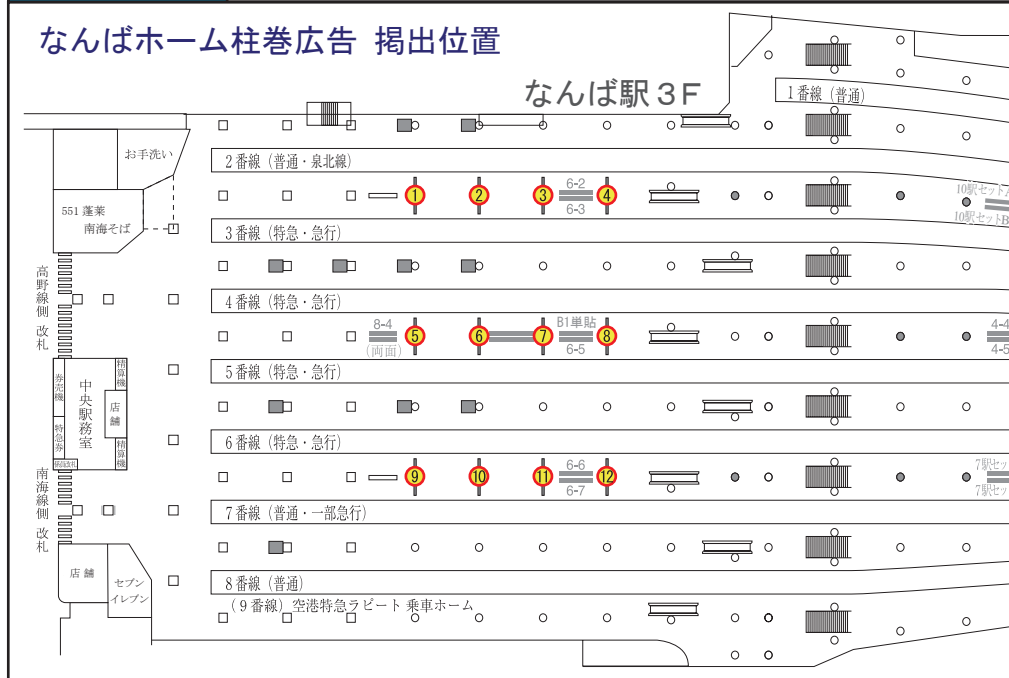 なんばホーム柱巻広告 掲出位置
なんば駅3F
1番線（普通）
お手洗い
2番線（普通・泉北線）
551 蓬莱
南海そば
①
②
③
6-2
6-3
④
10駅セット
10駅セットB
3番線（特急・急行）
高野線側 改札
4番線（特急・急行）
8-4
（両面）
⑤
⑥
⑦
B1単貼
6-5
⑧
4-4
4-5
5番線（特急・急行）
券売機
特急券
中央駅務室
精算機
店舗
精算機
6番線（特急・急行）
南海線側 改札
⑨
⑩
⑪
6-6
6-7
⑫
7駅セッ
7駅セッ
7番線（普通・一部急行）
店舗
セブン
イレブン
8番線（普通）
（9番線）空港特急ラピート 乗車ホーム